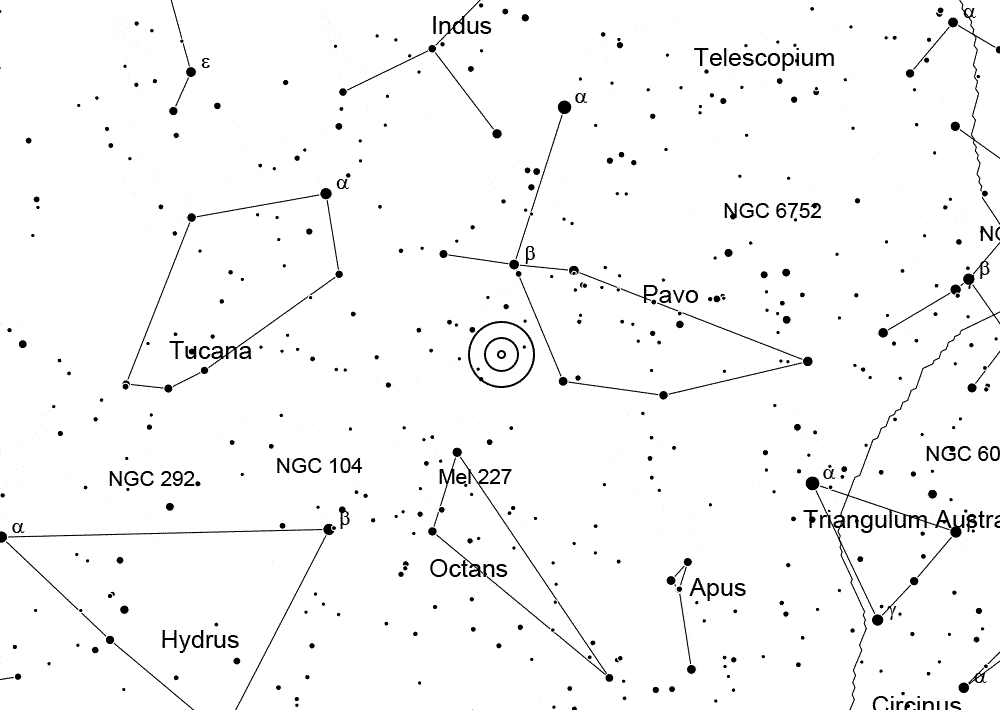 Indus
α
ε
Telescopium
α
α
NGC 6752
β
β
Pavo
Tucana
NGC 60
α
NGC 104
Mel 227
NGC 292
β
α
Triangulum Austra
β
Octans
Apus
γ
Hydrus
α
Circinus